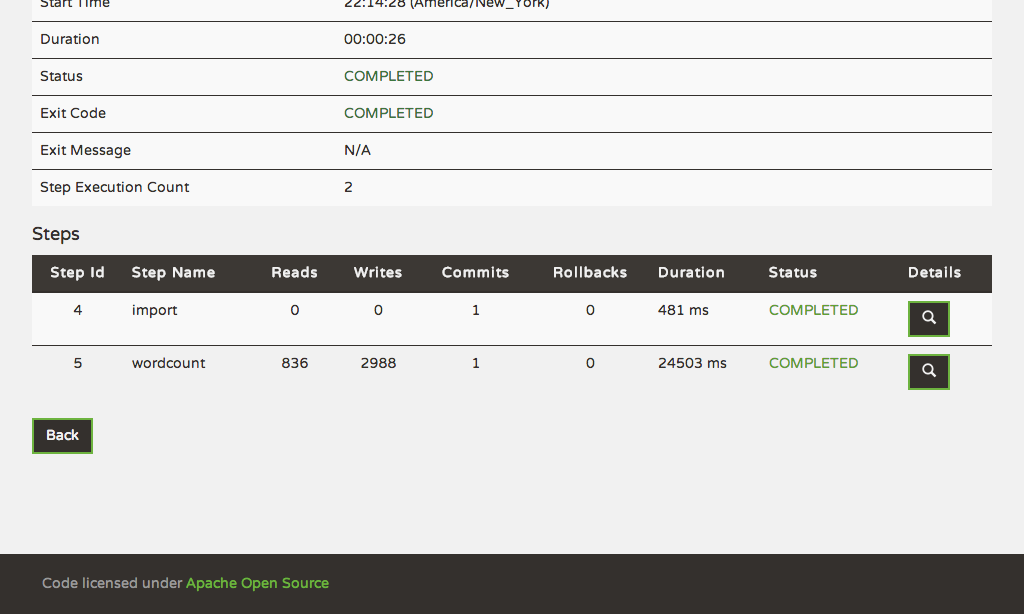 Start Time 22:14:28 (America/New_York)
Duration 00:00:26
Status COMPLETED
Exit Code COMPLETED
Exit Message N/A
Step Execution Count 2
Steps
Step Id Step Name Reads Writes Commits Rollbacks Duration Status Details
4 import 0 0 1 0 481 ms COMPLETED
5 wordcount 836 2988 1 0 24503 ms COMPLETED
Back
Code licensed under Apache Open Source